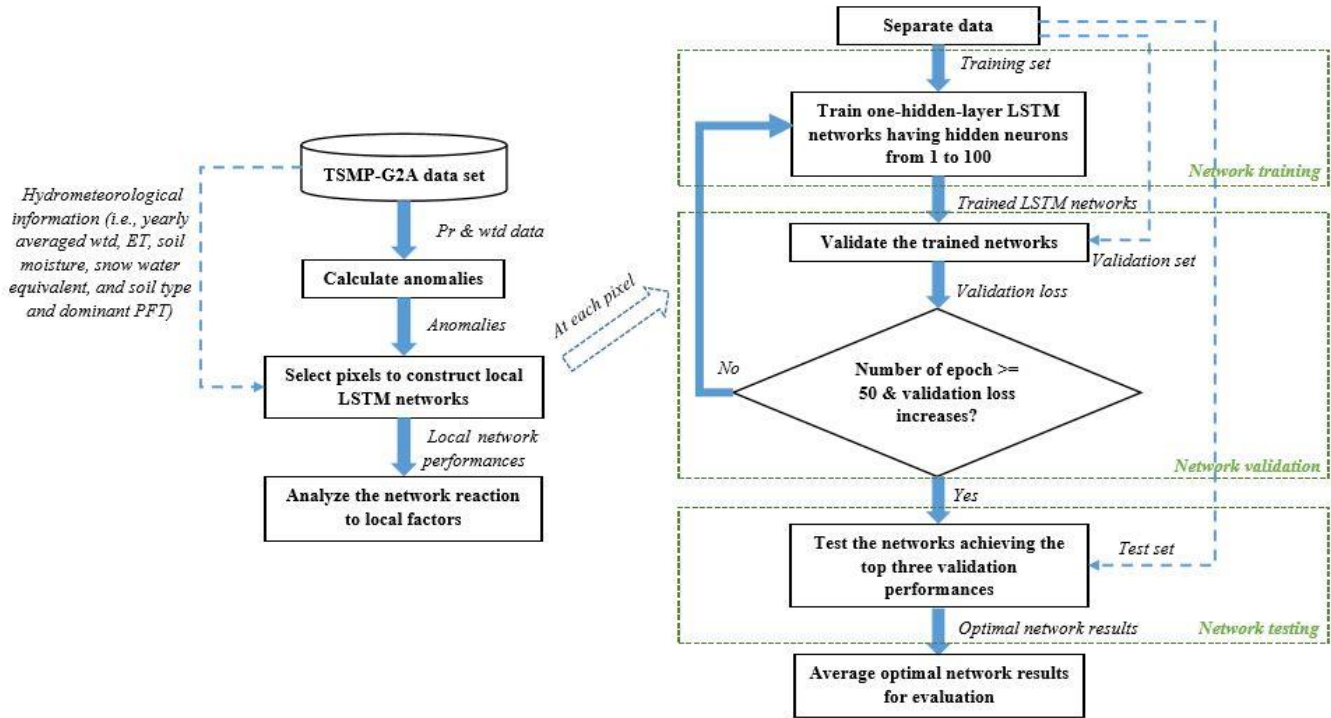 TSMP-G2A data set
Hydrometeorological
information (i.e., yearly
averaged wtd, ET, soil
moisture, snow water
equivalent, and soil type
and dominant PFT)
Pr & wtd data
Calculate anomalies
Anomalies
Select pixels to construct local
LSTM networks
Local network
performances
Analyze the network reaction
to local factors
At each pixel
Separate data
Training set
Train one-hidden-layer LSTM
networks having hidden neurons
from 1 to 100
Network training
Trained LSTM networks
Validate the trained networks
Validation set
Validation loss
No
Number of epoch >=
50 & validation loss
increases?
Network validation
Yes
Test the networks achieving the
top three validation
performances
Test set
Optimal network results
Network testing
Average optimal network results
for evaluation